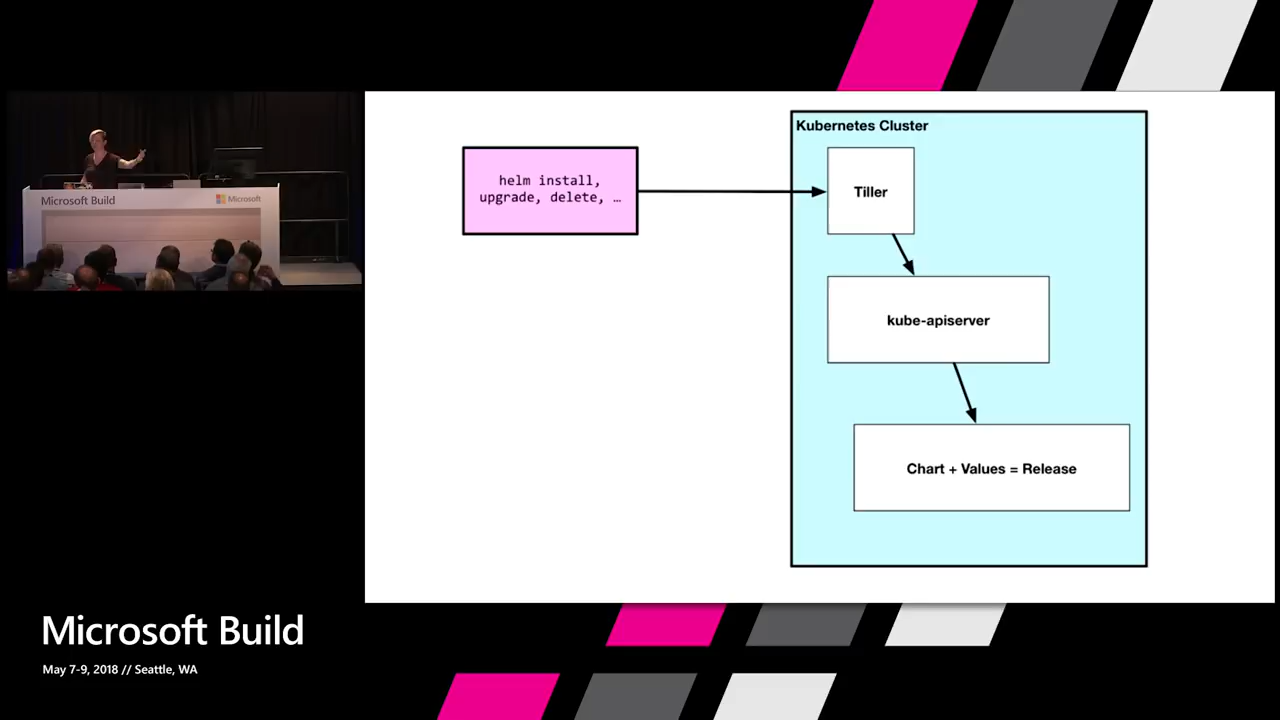 Microsoft Build
Microsoft
helm install,
upgrade, delete, …
Kubernetes Cluster
Tiller
kube-apiserver
Chart + Values = Release
Microsoft Build
May 7-9, 2018 // Seattle, WA